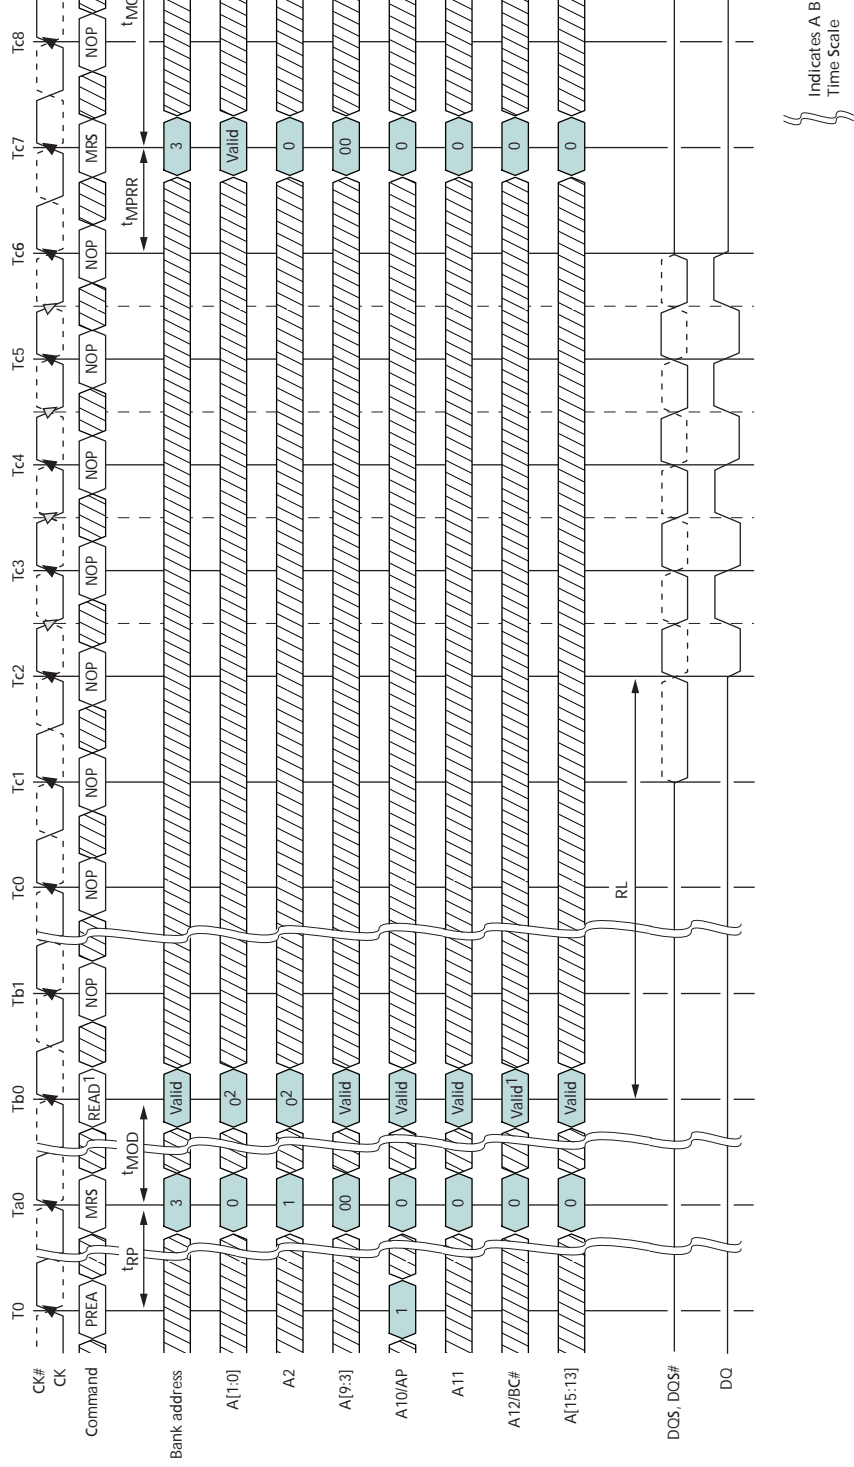 T0 Ta0 Tb0 Tb1 Tc0 Tc1 Tc2 Tc3 Tc4 Tc5 Tc6 Tc7 Tc8
CK#
CK
Command PREA MRS READ1 NOP NOP NOP NOP NOP NOP NOP NOP MRS NOP
tRP tMOD tMPRR
Bank address 3 Valid 3
A[1:0] 0 02 Valid
A2 1 02 0
A[9:3] 00 Valid 00
A10/AP 1 0 Valid 0
A11 0 Valid 0
A12/BC# 0 Valid1 0
A[15:13] 0 Valid 0
RL
DQS, DQS#
DQ
Indicates A B
Time Scale